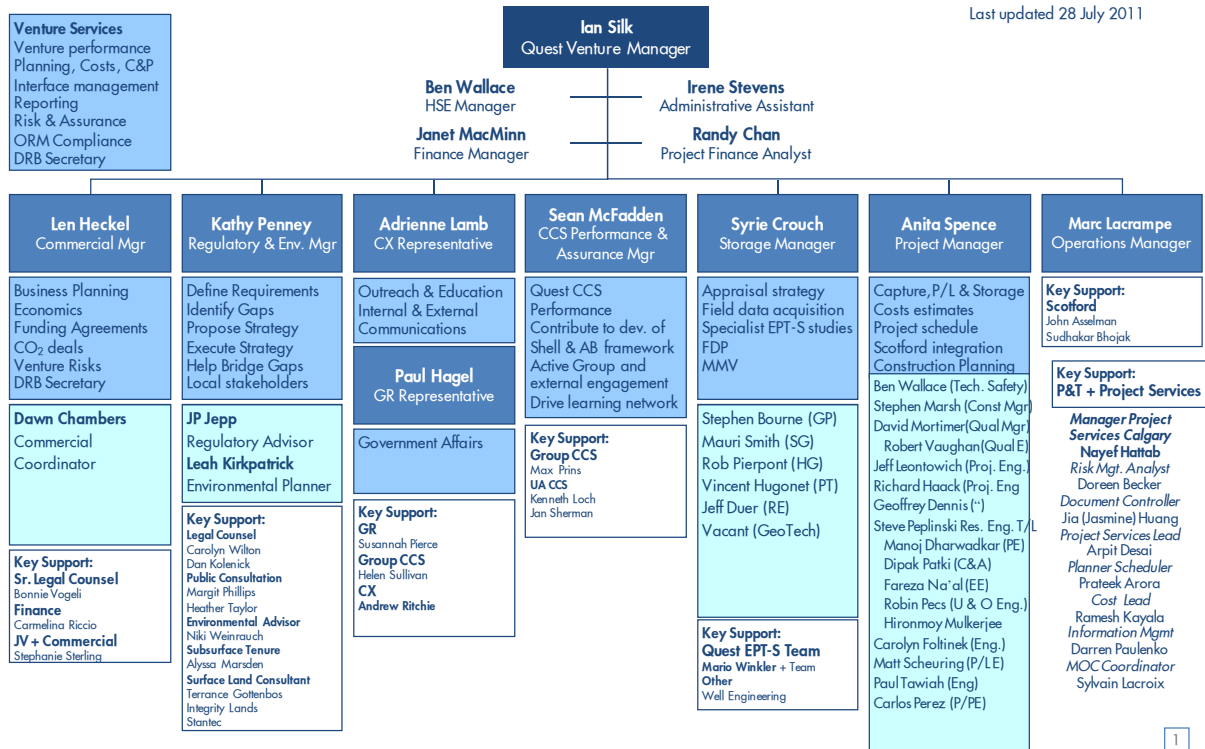 Last updated 28 July 2011
Venture Services
Venture performance
Planning, Costs, C&P
Interface management
Reporting
Risk & Assurance
ORM Compliance
DRB Secretary
Ian Silk
Quest Venture Manager
Ben Wallace
HSE Manager
Irene Stevens
Administrative Assistant
Janet MacMinn
Finance Manager
Randy Chan
Project Finance Analyst
Len Heckel
Commercial Mgr
Business Planning
Economics
Funding Agreements
CO₂ deals
Venture Risks
DRB Secretary
Dawn Chambers
Commercial
Coordinator
Key Support:
Sr. Legal Counsel
Bonnie Vogeli
Finance
Carmelina Riccio
JV + Commercial
Stephanie Sterling
Kathy Penney
Regulatory & Env. Mgr
Define Requirements
Identify Gaps
Propose Strategy
Execute Strategy
Help Bridge Gaps
Local stakeholders
JP Jepp
Regulatory Advisor
Leah Kirkpatrick
Environmental Planner
Key Support:
Legal Counsel
Carolyn Wilton
Dan Kolenick
Public Consultation
Margit Phillips
Heather Taylor
Environmental Advisor
Niki Weinrauch
Subsurface Tenure
Alyssa Marsden
Surface Land Consultant
Terrance Gottenbos
Integrity Lands
Stantec
Adrienne Lamb
CX Representative
Outreach & Education
Internal & External
Communications
Paul Hagel
GR Representative
Government Affairs
Key Support:
GR
Susannah Pierce
Group CCS
Helen Sullivan
CX
Andrew Ritchie
Sean McFadden
CCS Performance &
Assurance Mgr
Quest CCS
Performance
Contribute to dev. of
Shell & AB framework
Active Group and
external engagement
Drive learning network
Key Support:
Group CCS
Max Prins
UA CCS
Kenneth Loch
Jan Sherman
Syrie Crouch
Storage Manager
Appraisal strategy
Field data acquisition
Specialist EPT-S studies
FDP
MMV
Stephen Bourne (GP)
Mauri Smith (SG)
Rob Pierpont (HG)
Vincent Hugonet (PT)
Jeff Duer (RE)
Vacant (GeoTech)
Key Support:
Quest EPT-S Team
Mario Winkler + Team
Other
Well Engineering
Anita Spence
Project Manager
Capture, P/L & Storage
Costs estimates
Project schedule
Scotford integration
Construction Planning
Ben Wallace (Tech. Safety)
Stephen Marsh (Const Mgr)
David Mortimer(Qual Mgr)
Robert Vaughan(Qual E)
Jeff Leontowich (Proj. Eng.)
Richard Haack (Proj. Eng
Geoffrey Dennis (“)
Steve Peplinski Res. Eng. T/L
Manoj Dharwadkar (PE)
Dipak Patki (C&A)
Fareza Na`al (EE)
Robin Pecs (U & O Eng.)
Hironmoy Mulkerjee
Carolyn Foltinek (Eng.)
Matt Scheuring (P/LE)
Paul Tawiah (Eng)
Carlos Perez (P/PE)
Marc Lacrampe
Operations Manager
Key Support:
Scotford
John Asselman
Sudhakar Bhojak
Key Support:
P&T + Project Services
Manager Project
Services Calgary
Nayef Hattab
Risk Mgt. Analyst
Doreen Becker
Document Controller
Jia (Jasmine) Huang
Project Services Lead
Arpit Desai
Planner Scheduler
Prateek Arora
Cost Lead
Ramesh Kayala
Information Mgmt
Darren Paulenko
MOC Coordinator
Sylvain Lacroix
1